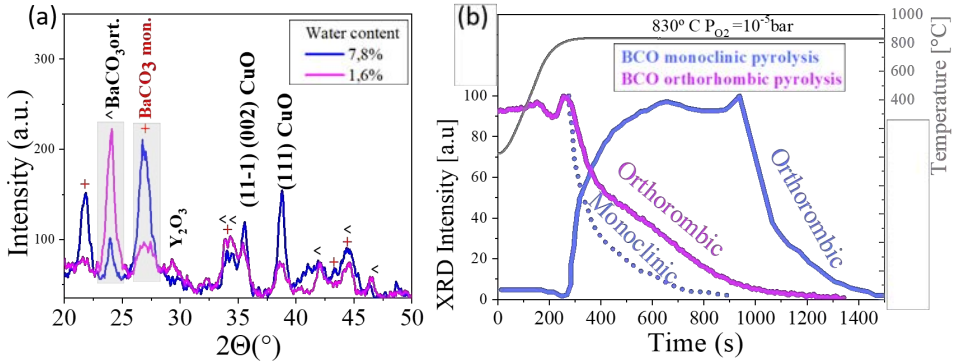 (a)
Intensity (a.u.)
300
200
100
^ BaCO3ort.
+ BaCO3 mon.
Water content
7,8%
1,6%
+
Y2O3
^^
+
(11-1) (002) CuO
(111) CuO
^
+
^
+
^
20 25 30 35 40 45 50
2Θ(°)
(b)
830º C PO2 =10-5bar
BCO monoclinic pyrolysis
BCO orthorhombic pyrolysis
XRD Intensity [a.u]
100
80
60
40
20
0
Orthorombic
Monoclinic
Orthorombic
1000
800
600
400
Temperature [°C]
0 200 400 600 800 1000 1200 1400
Time (s)